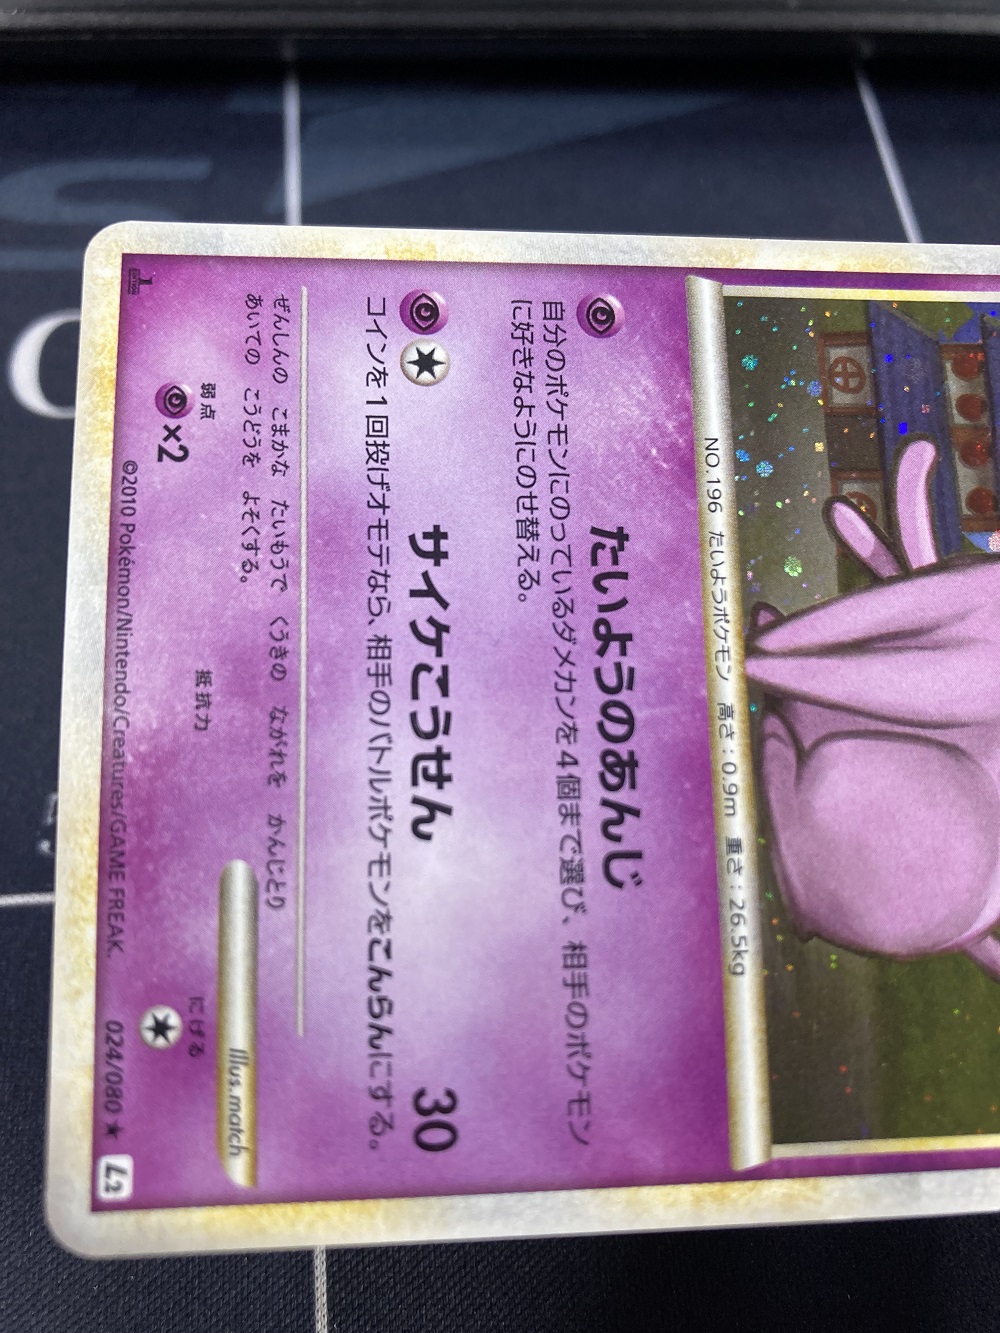 NO.196 たいようポケモン 高さ：0.9m 重さ：26.5kg
たいようのあんじ
自分のポケモンにのっているダメカンを4個まで選び、相手のポケモン
に好きなようにのせ替える。
サイケこうせん 30
コインを1回投げオモテなら、相手のバトルポケモンをこんらんにする。
ぜんしんの こまかな たいもうで くうきの ながれを かんじとり
あいての こうどうを よそくする。
Illus.match
弱点 抵抗力 にげる
×2
1 EDITION ©2010 Pokémon/Nintendo/Creatures/GAME FREAK. 024/080 ★ L2